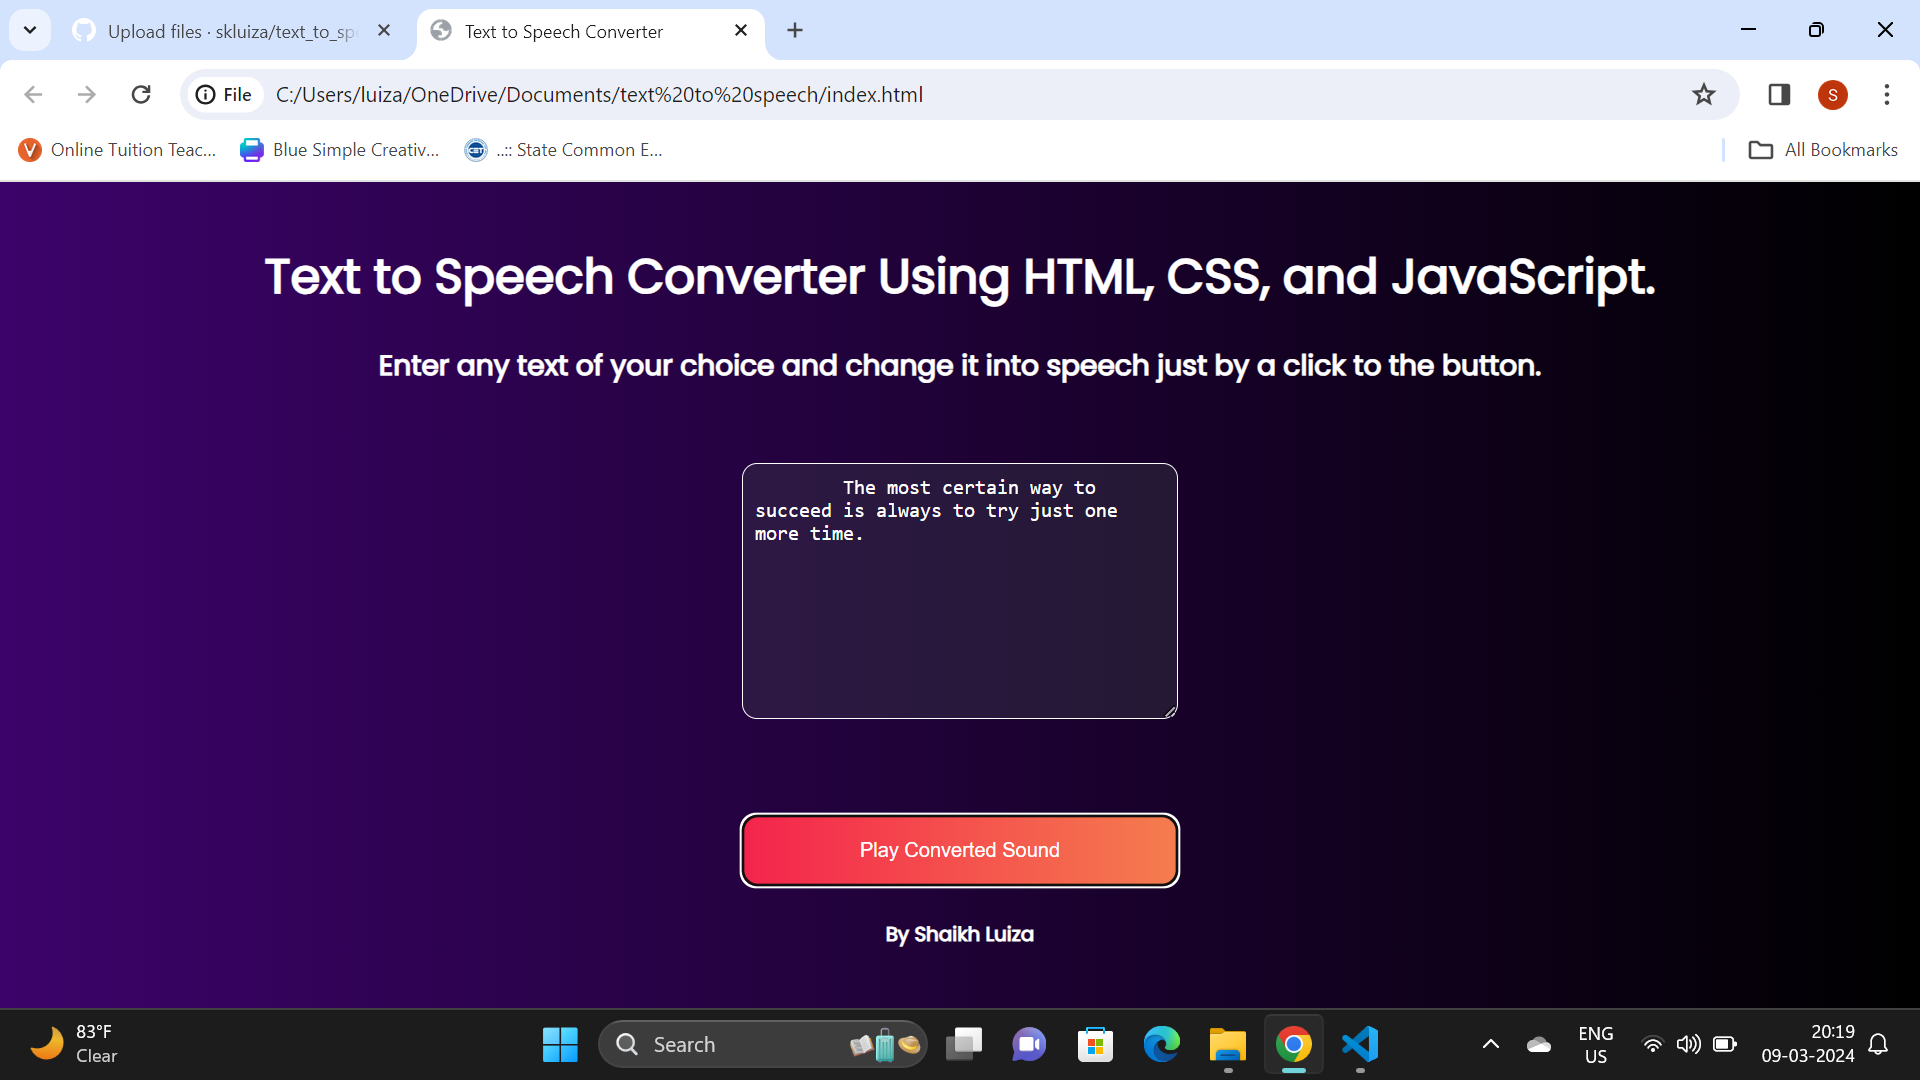 Upload files · skluiza/text_to_spe
Text to Speech Converter
File
C:/Users/luiza/OneDrive/Documents/text%20to%20speech/index.html
S
Online Tuition Teac...
Blue Simple Creativ...
..:: State Common E...
All Bookmarks
Text to Speech Converter Using HTML, CSS, and JavaScript.
Enter any text of your choice and change it into speech just by a click to the button.
The most certain way to
succeed is always to try just one
more time.
Play Converted Sound
By Shaikh Luiza
83°F
Clear
Search
ENG
US
20:19
09-03-2024